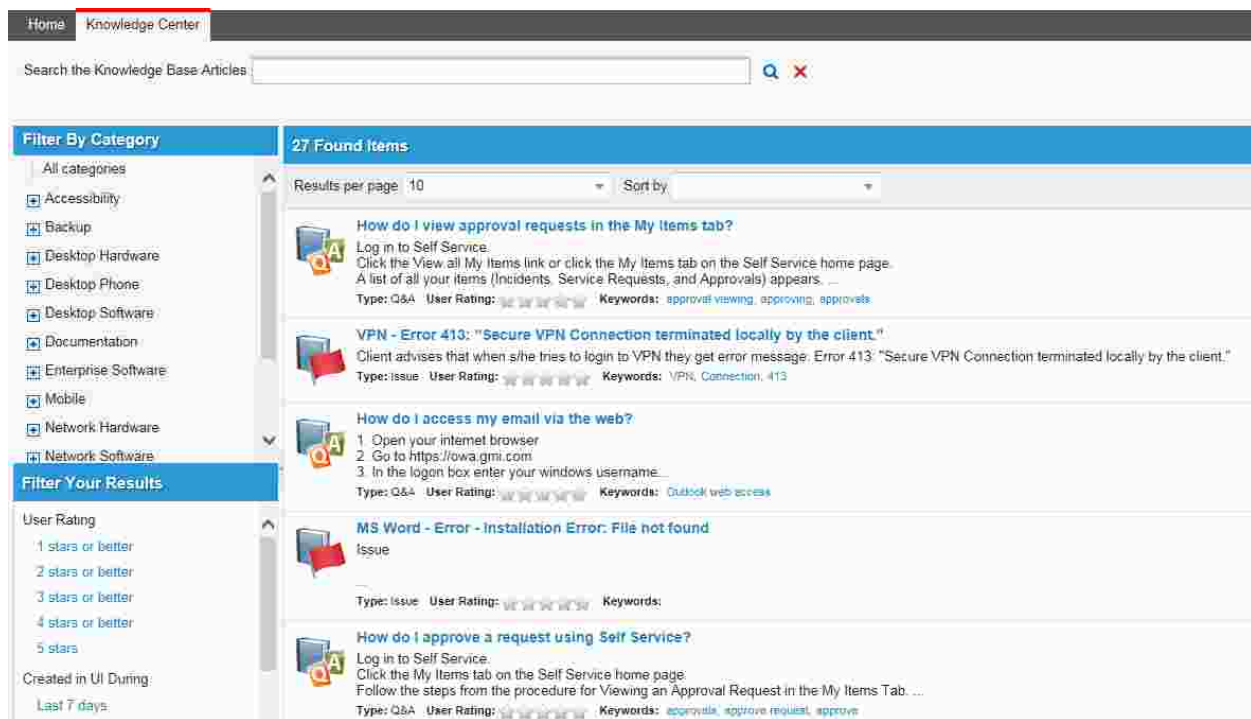 Home Knowledge Center
Search the Knowledge Base Articles
Filter By Category
All categories
Accessibility
Backup
Desktop Hardware
Desktop Phone
Desktop Software
Documentation
Enterprise Software
Mobile
Network Hardware
Network Software
Filter Your Results
User Rating
1 stars or better
2 stars or better
3 stars or better
4 stars or better
5 stars
Created in UI During
Last 7 days
27 Found Items
Results per page 10 Sort by
How do I view approval requests in the My Items tab?
Log in to Self Service.
Click the View all My Items link or click the My Items tab on the Self Service home page.
A list of all your items (Incidents, Service Requests, and Approvals) appears. ...
Type: Q&A User Rating: Keywords: approval viewing, approving, approvals
VPN - Error 413: "Secure VPN Connection terminated locally by the client."
Client advises that when s/he tries to login to VPN they get error message: Error 413: "Secure VPN Connection terminated locally by the client."
Type: Issue User Rating: Keywords: VPN, Connection, 413
How do I access my email via the web?
1. Open your internet browser
2. Go to https://owa.gmi.com
3. In the logon box enter your windows username...
Type: Q&A User Rating: Keywords: Outlook web access
MS Word - Error - Installation Error: File not found
Issue
...
Type: Issue User Rating: Keywords:
How do I approve a request using Self Service?
Log in to Self Service.
Click the My Items tab on the Self Service home page.
Follow the steps from the procedure for Viewing an Approval Request in the My Items Tab. ...
Type: Q&A User Rating: Keywords: approvals, approve request, approve